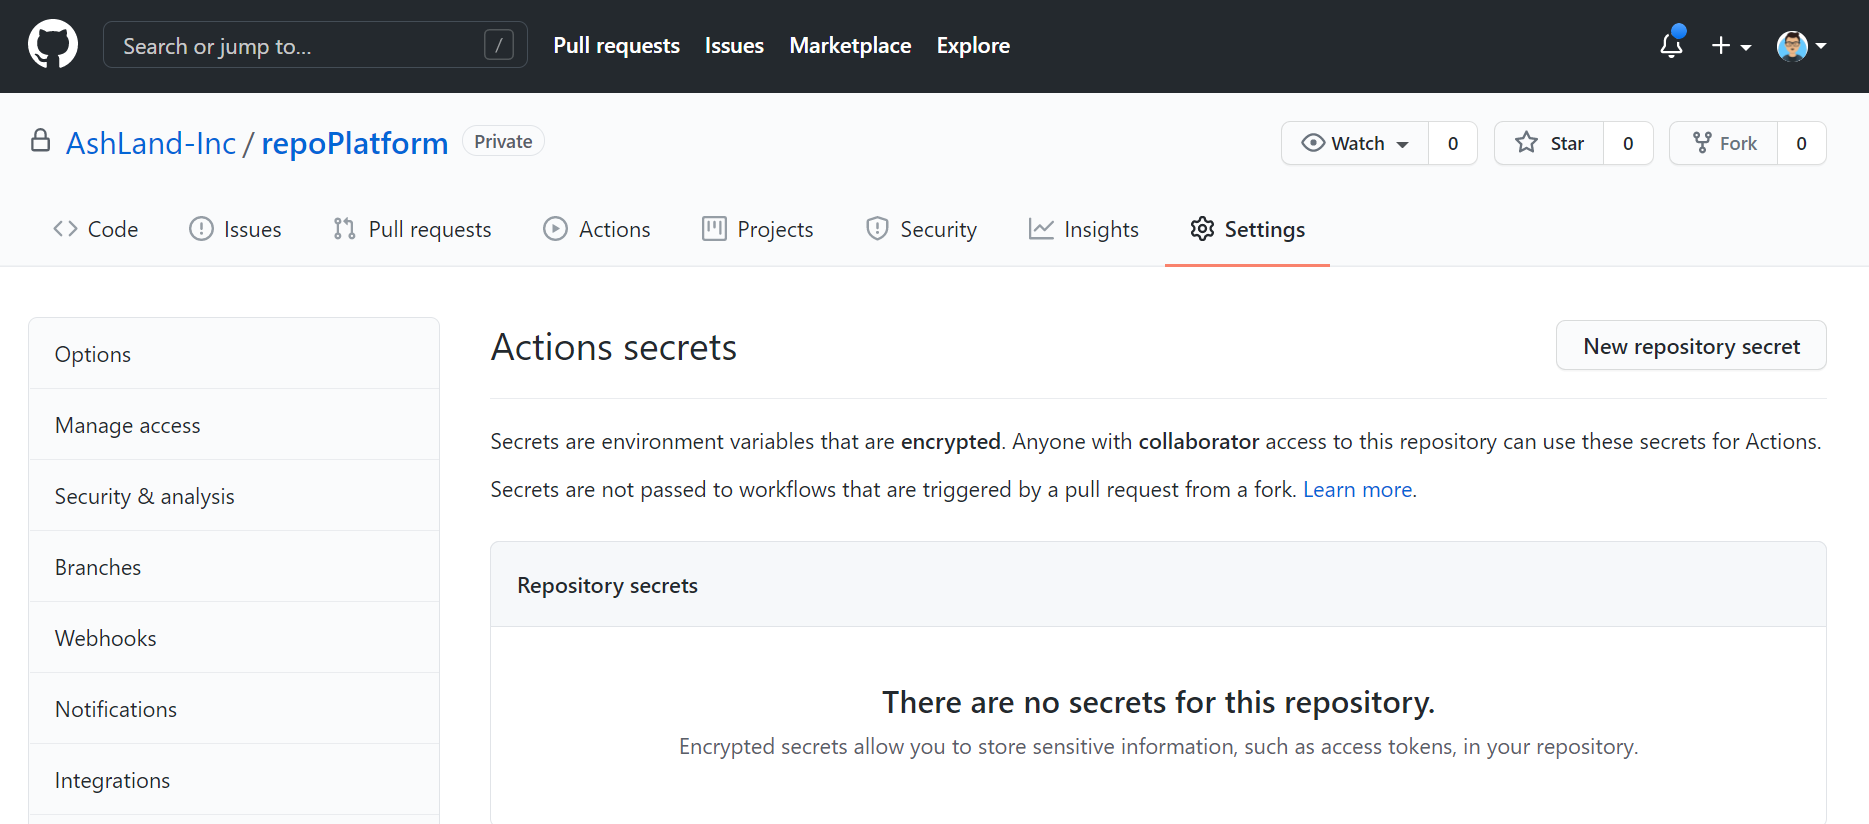 Search or jump to... / Pull requests Issues Marketplace Explore
AshLand-Inc / repoPlatform Private Watch 0 Star 0 Fork 0
Code Issues Pull requests Actions Projects Security Insights Settings
Options
Manage access
Security & analysis
Branches
Webhooks
Notifications
Integrations
Actions secrets New repository secret
Secrets are environment variables that are encrypted. Anyone with collaborator access to this repository can use these secrets for Actions.
Secrets are not passed to workflows that are triggered by a pull request from a fork. Learn more.
Repository secrets
There are no secrets for this repository.
Encrypted secrets allow you to store sensitive information, such as access tokens, in your repository.